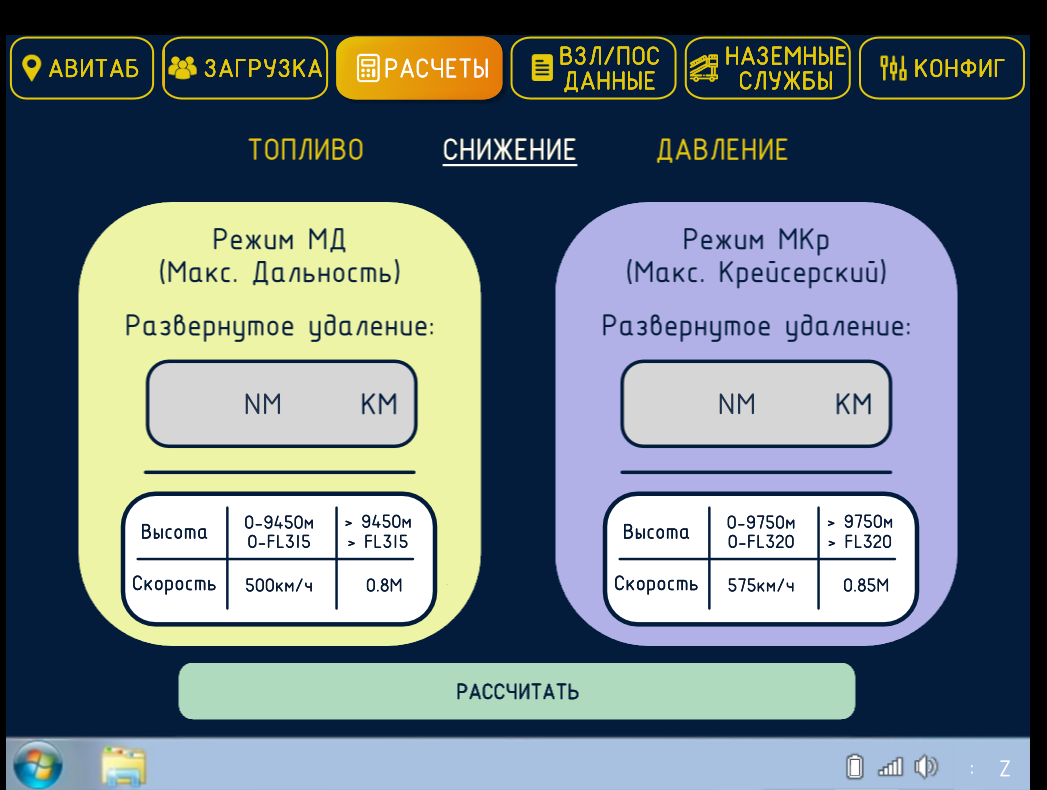 АВИТАБ
ЗАГРУЗКА
РАСЧЕТЫ
ВЗЛ/ПОС
ДАННЫЕ
НАЗЕМНЫЕ
СЛУЖБЫ
КОНФИГ
ТОПЛИВО СНИЖЕНИЕ ДАВЛЕНИЕ
Режим МД
(Макс. Дальность)
Развернутое удаление:
NM KM
Высота 0-9450м > 9450м
0-FL315 > FL315
Скорость 500км/ч 0.8М
Режим МКр
(Макс. Крейсерский)
Развернутое удаление:
NM KM
Высота 0-9750м > 9750м
0-FL320 > FL320
Скорость 575км/ч 0.85М
РАССЧИТАТЬ
: Z